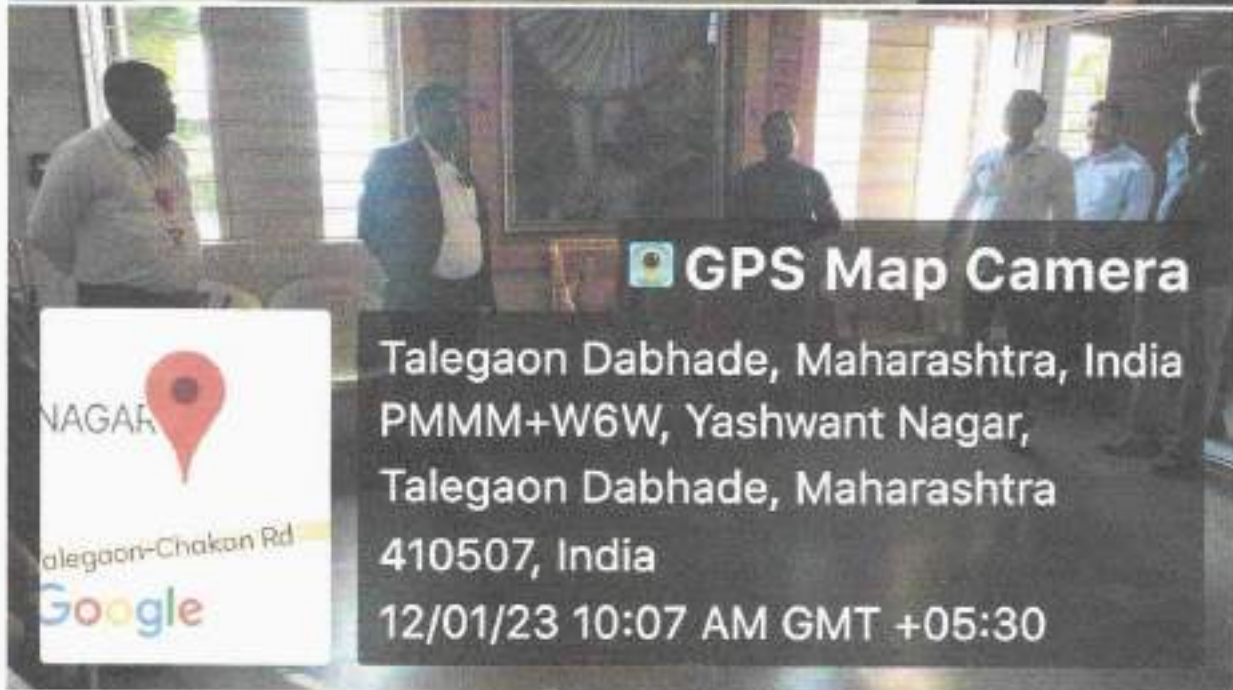 GPS Map Camera
NAGAR
alegaon-Chakan Rd
Google
Talegaon Dabhade, Maharashtra, India
PMMM+W6W, Yashwant Nagar,
Talegaon Dabhade, Maharashtra
410507, India
12/01/23 10:07 AM GMT +05:30